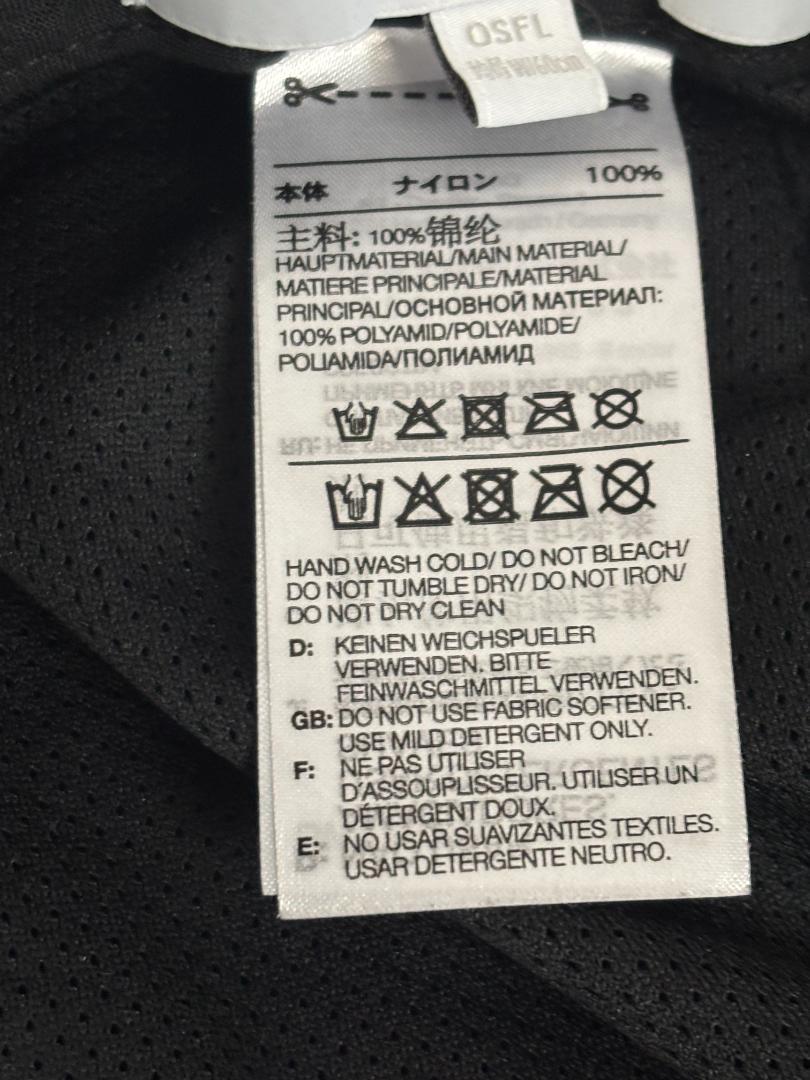 OSFL
本体 ナイロン 100%
主料: 100%锦纶
HAUPTMATERIAL/MAIN MATERIAL/
MATIERE PRINCIPALE/MATERIAL
PRINCIPAL/ОСНОВНОЙ МАТЕРИАЛ:
100% POLYAMID/POLYAMIDE/
POLIAMIDA/ПОЛИАМИД
HAND WASH COLD/ DO NOT BLEACH/
DO NOT TUMBLE DRY/ DO NOT IRON/
DO NOT DRY CLEAN
D: KEINEN WEICHSPUELER
VERWENDEN. BITTE
FEINWASCHMITTEL VERWENDEN.
GB: DO NOT USE FABRIC SOFTENER.
USE MILD DETERGENT ONLY.
F: NE PAS UTILISER
D'ASSOUPLISSEUR. UTILISER UN
DÉTERGENT DOUX.
E: NO USAR SUAVIZANTES TEXTILES.
USAR DETERGENTE NEUTRO.